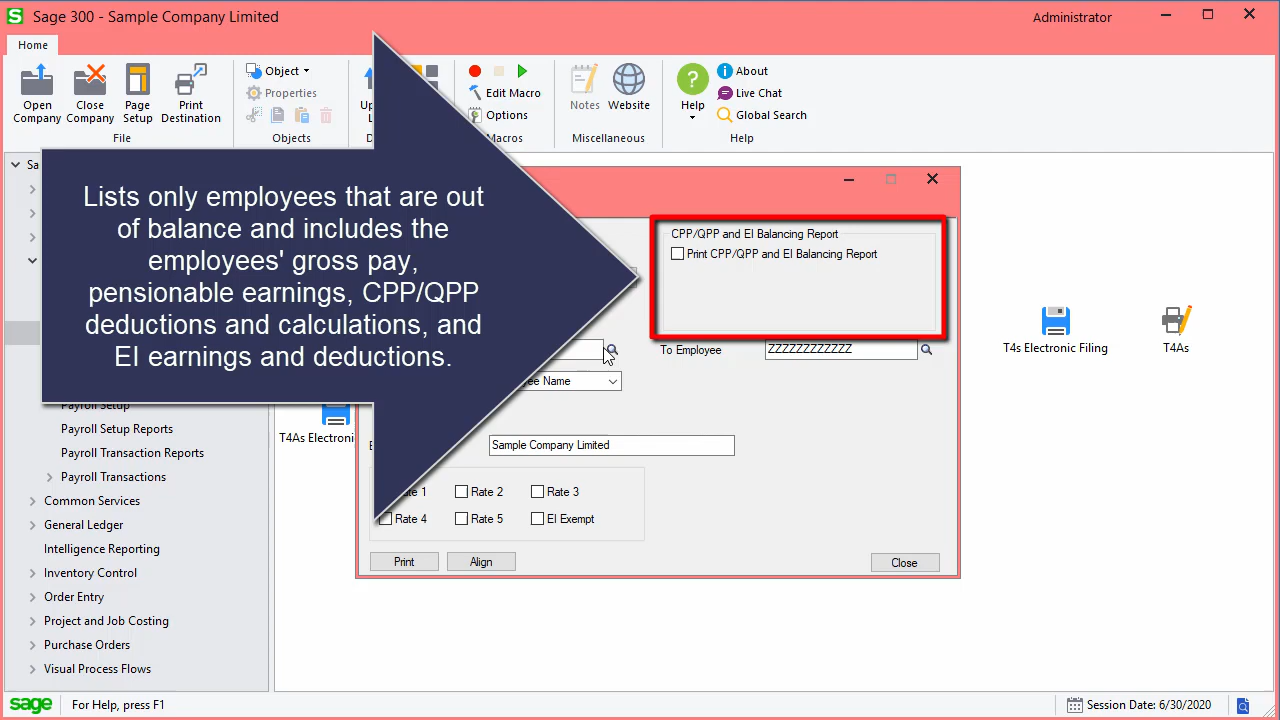 Sage 300 - Sample Company Limited
Administrator
Home
Open Company
Close Company
Page Setup
Print Destination
File
Object
Properties
Objects
Edit Macro
Options
Notes
Website
Miscellaneous
Help
About
Live Chat
Global Search
Help
Lists only employees that are out
of balance and includes the
employees' gross pay,
pensionable earnings, CPP/QPP
deductions and calculations, and
EI earnings and deductions.
CPP/QPP and EI Balancing Report
Print CPP/QPP and EI Balancing Report
To Employee
ZZZZZZZZZZZZ
Name
Sample Company Limited
Rate 2
Rate 3
Rate 4
Rate 5
EI Exempt
Print
Align
Close
T4s Electronic Filing
T4As
T4As
Payroll Setup
Payroll Setup Reports
Payroll Transaction Reports
Payroll Transactions
Common Services
General Ledger
Intelligence Reporting
Inventory Control
Order Entry
Project and Job Costing
Purchase Orders
Visual Process Flows
sage
For Help, press F1
Session Date: 6/30/2020